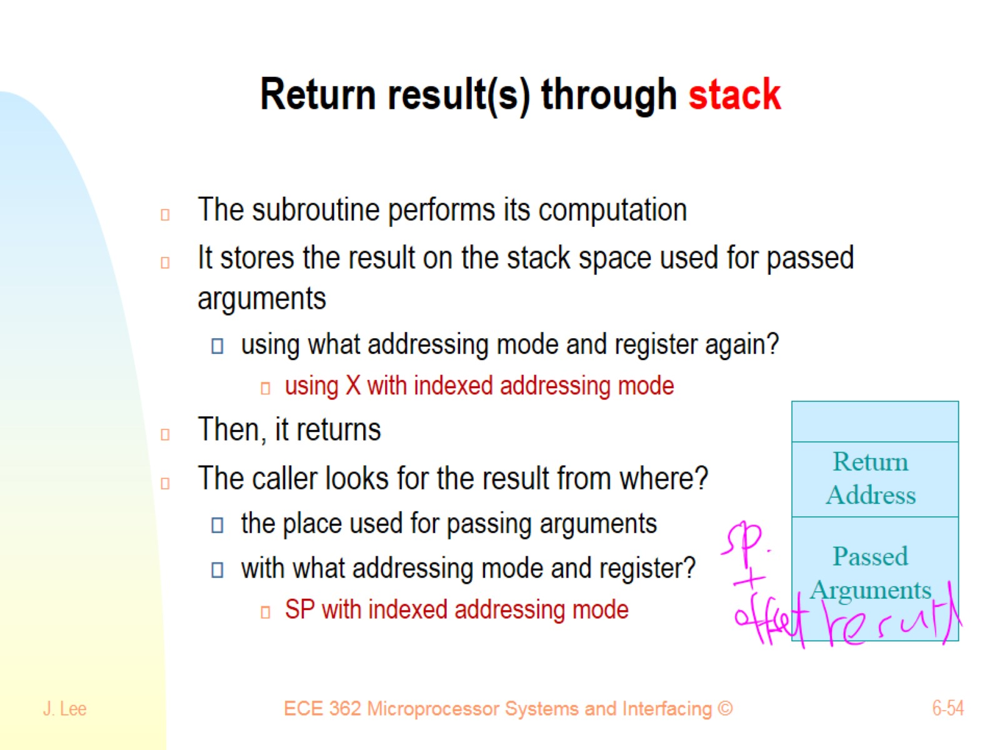 Return result(s) through stack
The subroutine performs its computation
It stores the result on the stack space used for passed
arguments
using what addressing mode and register again?
using X with indexed addressing mode
Then, it returns
The caller looks for the result from where?
the place used for passing arguments
with what addressing mode and register?
SP with indexed addressing mode
Return
Address
Passed
Arguments
sp.
+
offset result
J. Lee
ECE 362 Microprocessor Systems and Interfacing ©
6-54